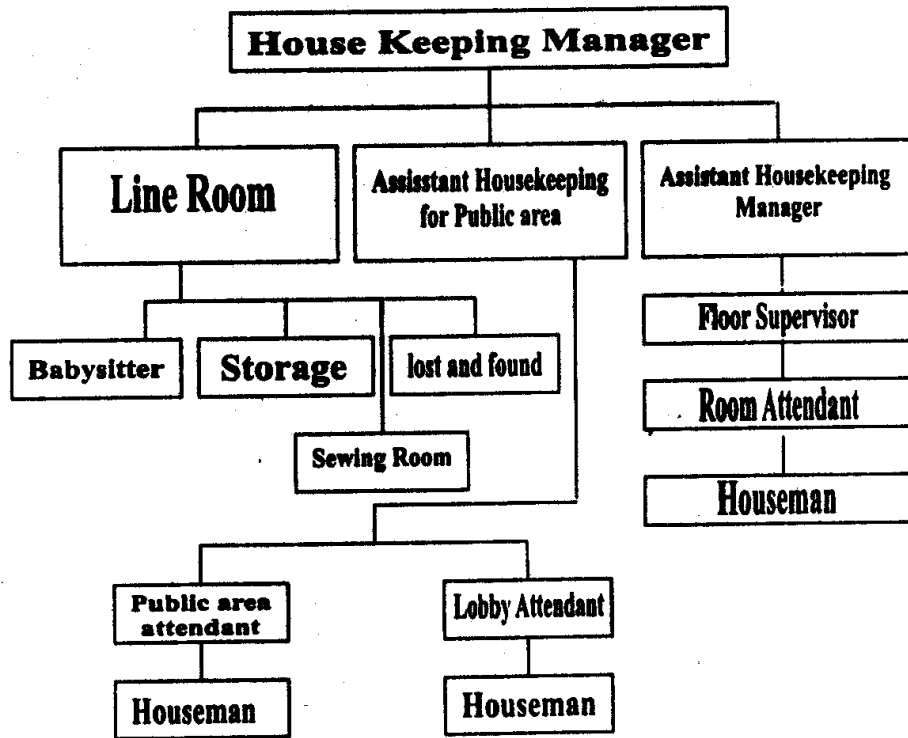 House Keeping Manager
Line Room
Assisstant Housekeeping
for Public area
Assistant Housekeeping
Manager
Floor Supervisor
Babysitter
Storage
lost and found
Room Attendant
Sewing Room
Houseman
Public area
attendant
Lobby Attendant
Houseman
Houseman